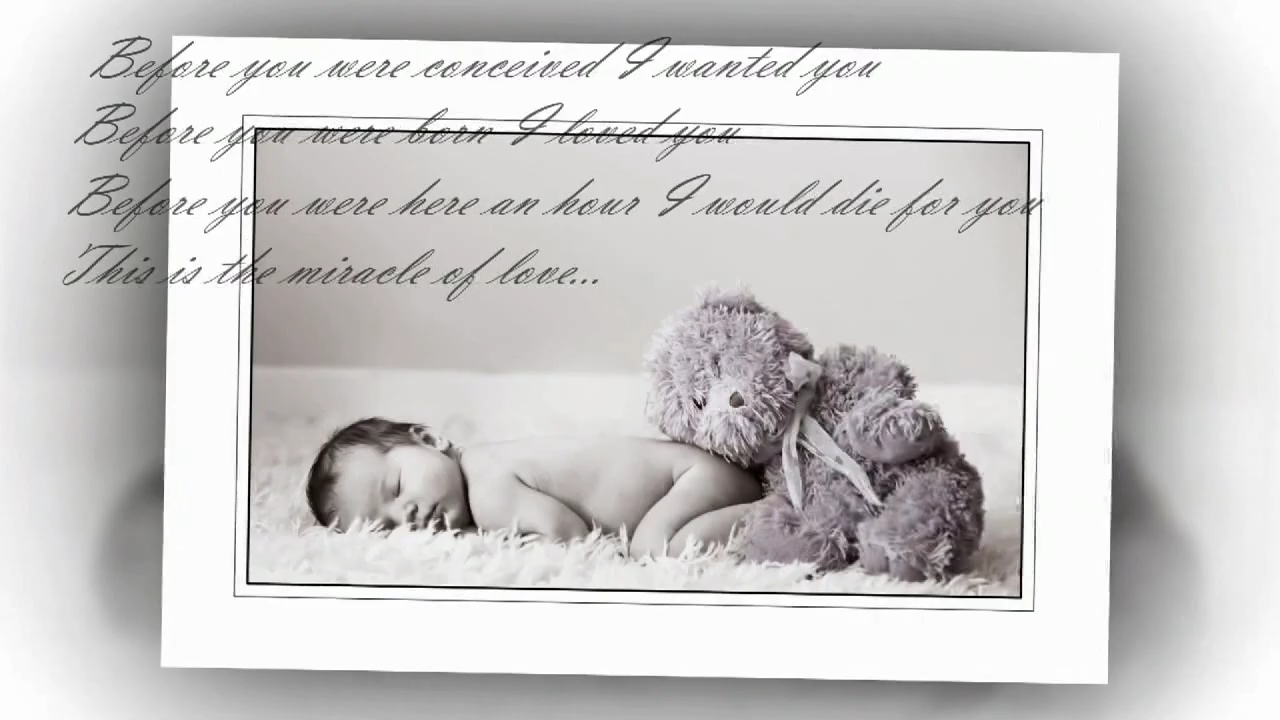 Before you were conceived I wanted you
Before you were born I loved you
Before you were here an hour I would die for you
This is the miracle of love...